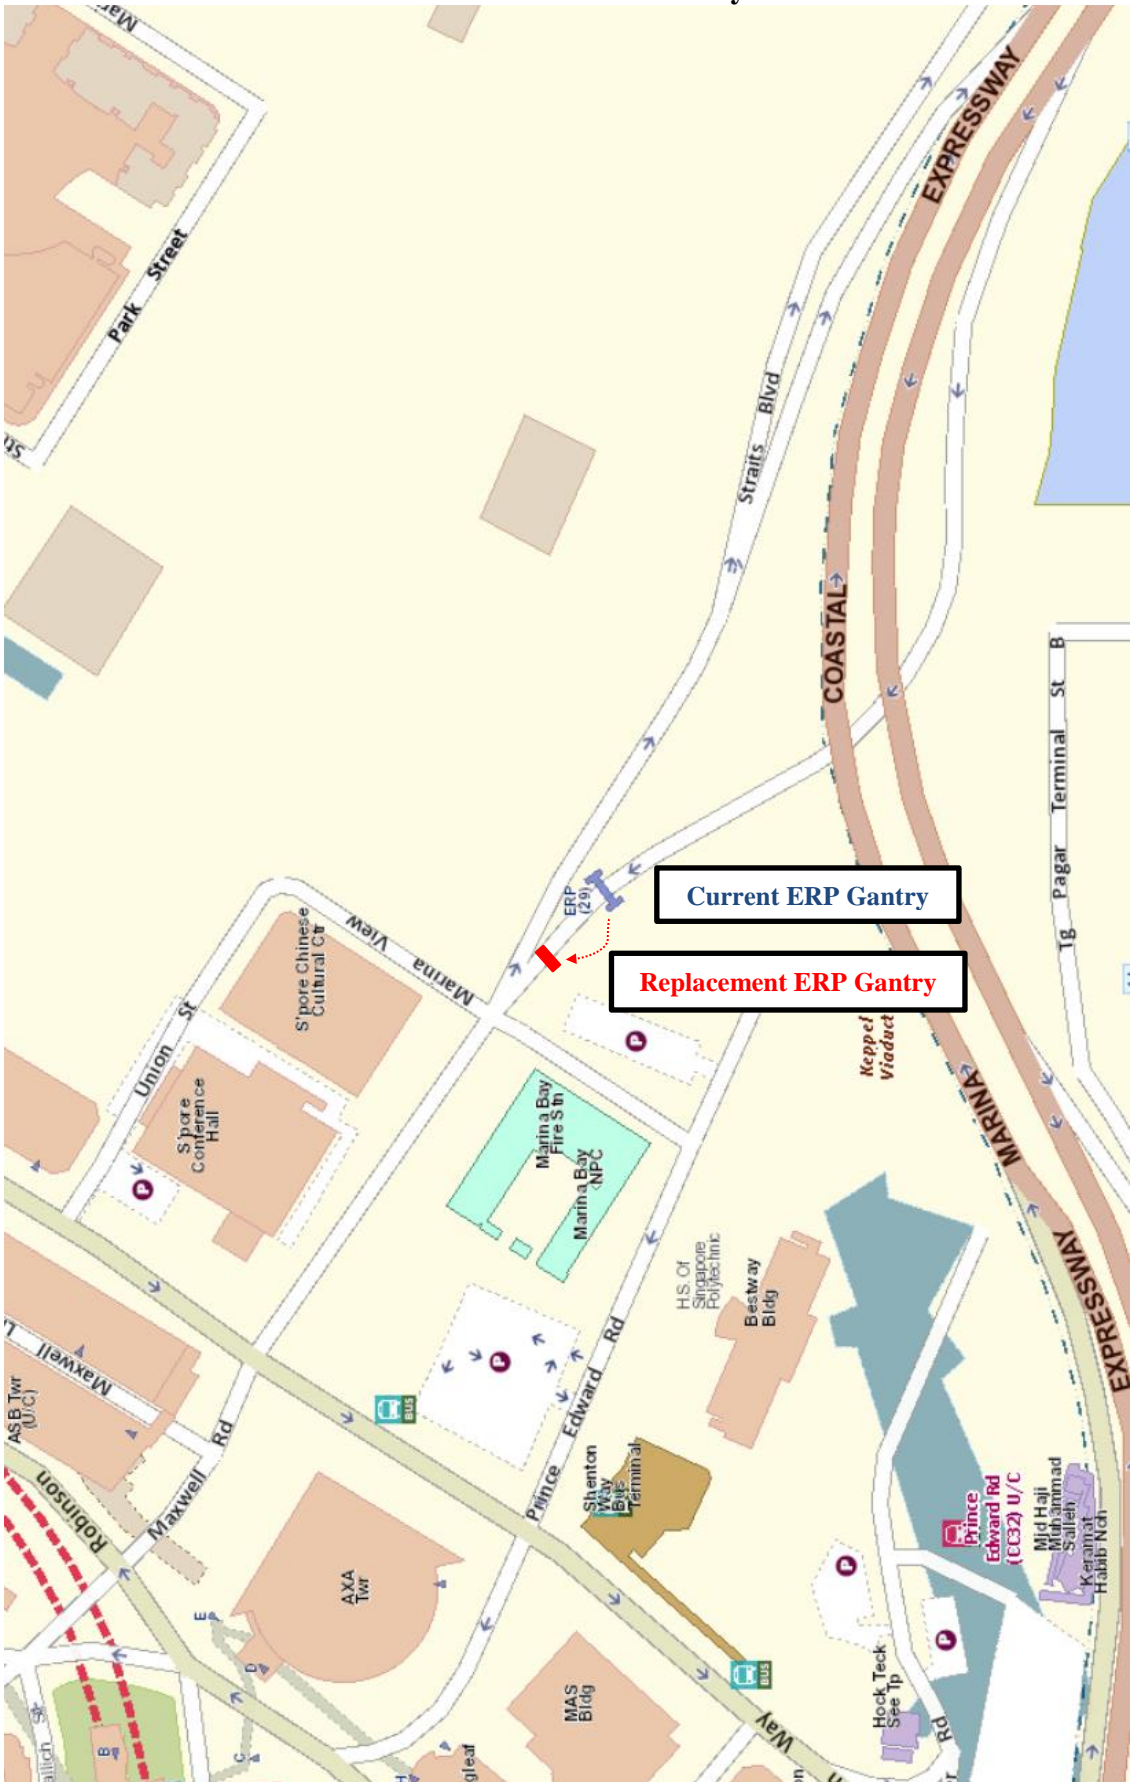 Mar
EXPRESSWAY
Park Street
Straits Blvd
COASTAL
Tg Pagar Terminal St B
ERP
(29)
Current ERP Gantry
Replacement ERP Gantry
Marina View
S'pore Chinese
Cultural Ctr
Union St
S'pore
Conference
Hall
P
P
Keppel
Viaduct
MARINA
EXPRESSWAY
Marina Bay
Fire Stn
Marina Bay
NPC
H.S. Of
Singapore
Polytechnic
Bestway
Bldg
P
Prince Edward Rd
BUS
Maxwell
ASB Twr
(U/C)
Maxwell Rd
Robinson
Shenton
Way
Bus
Terminal
AXA
Twr
E
D
C
B
H
MAS
Bldg
BUS
Way
P
P
Prince
Edward Rd
(CC32) U/C
Mjd Haji
Muhammad
Salleh
Keramat
Habib Noh
Hock Teck
See Tp
Rd
gleaf